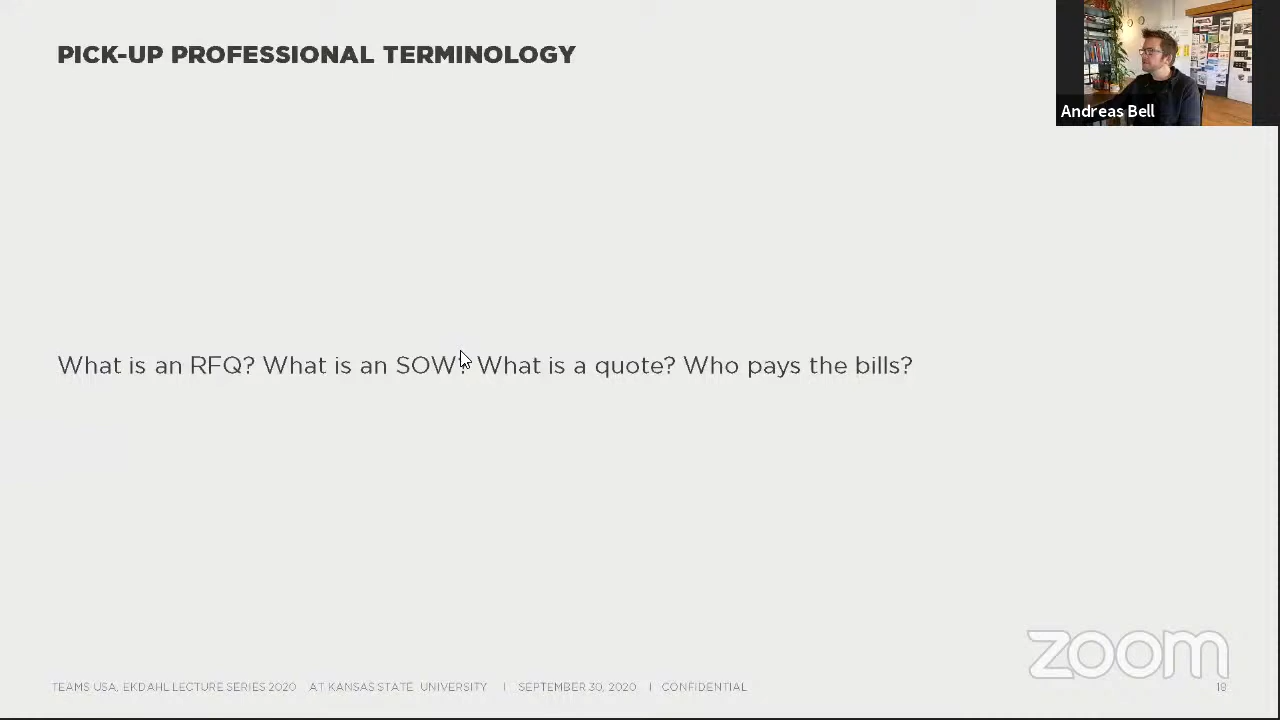 PICK-UP PROFESSIONAL TERMINOLOGY
Andreas Bell
What is an RFQ? What is an SOW? What is a quote? Who pays the bills?
zoom
TEAMS USA, EKDAHL LECTURE SERIES 2020 AT KANSAS STATE UNIVERSITY | SEPTEMBER 30, 2020 | CONFIDENTIAL
18